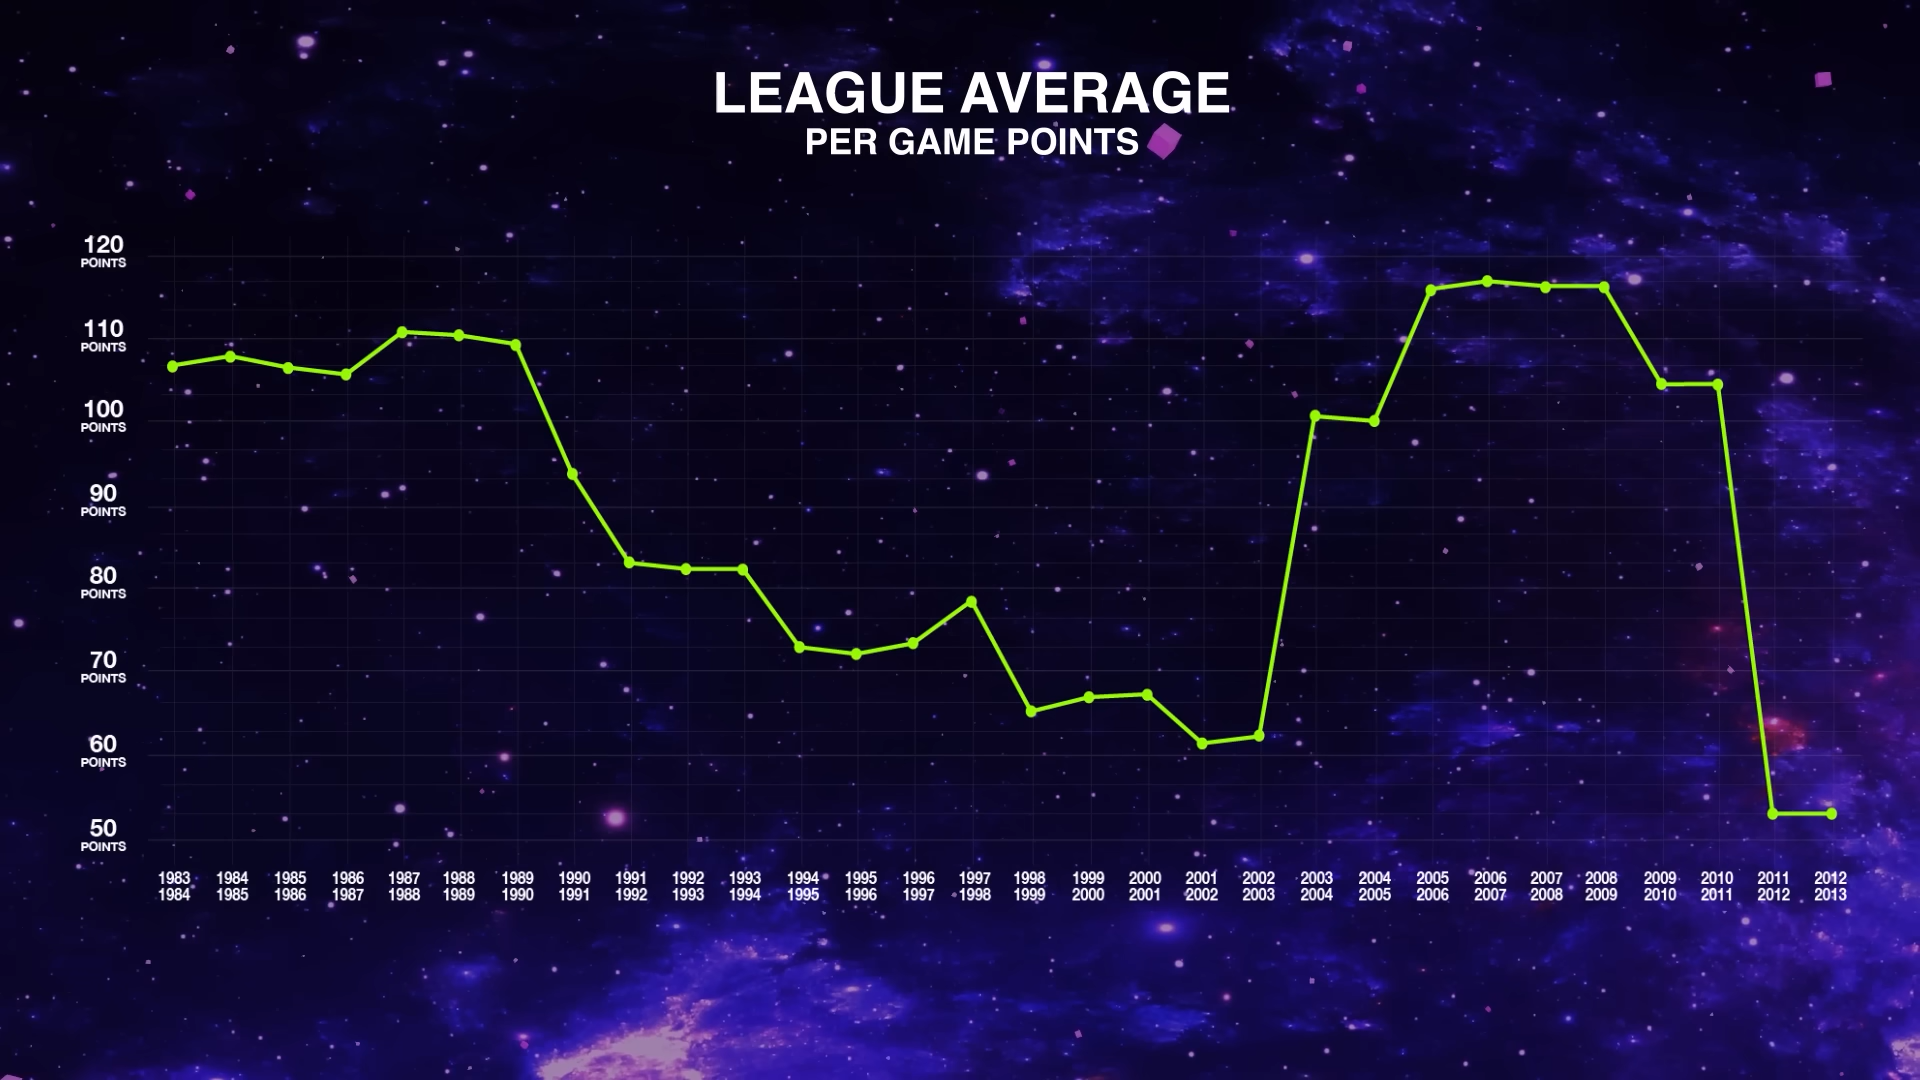 LEAGUE AVERAGE
PER GAME POINTS
120
POINTS
110
POINTS
100
POINTS
90
POINTS
80
POINTS
70
POINTS
60
POINTS
50
POINTS
1983 1984 1985 1986 1987 1988 1989 1990 1991 1992 1993 1994 1995 1996 1997 1998 1999 2000 2001 2002 2003 2004 2005 2006 2007 2008 2009 2010 2011 2012
1984 1985 1986 1987 1988 1989 1990 1991 1992 1993 1994 1995 1996 1997 1998 1999 2000 2001 2002 2003 2004 2005 2006 2007 2008 2009 2010 2011 2012 2013